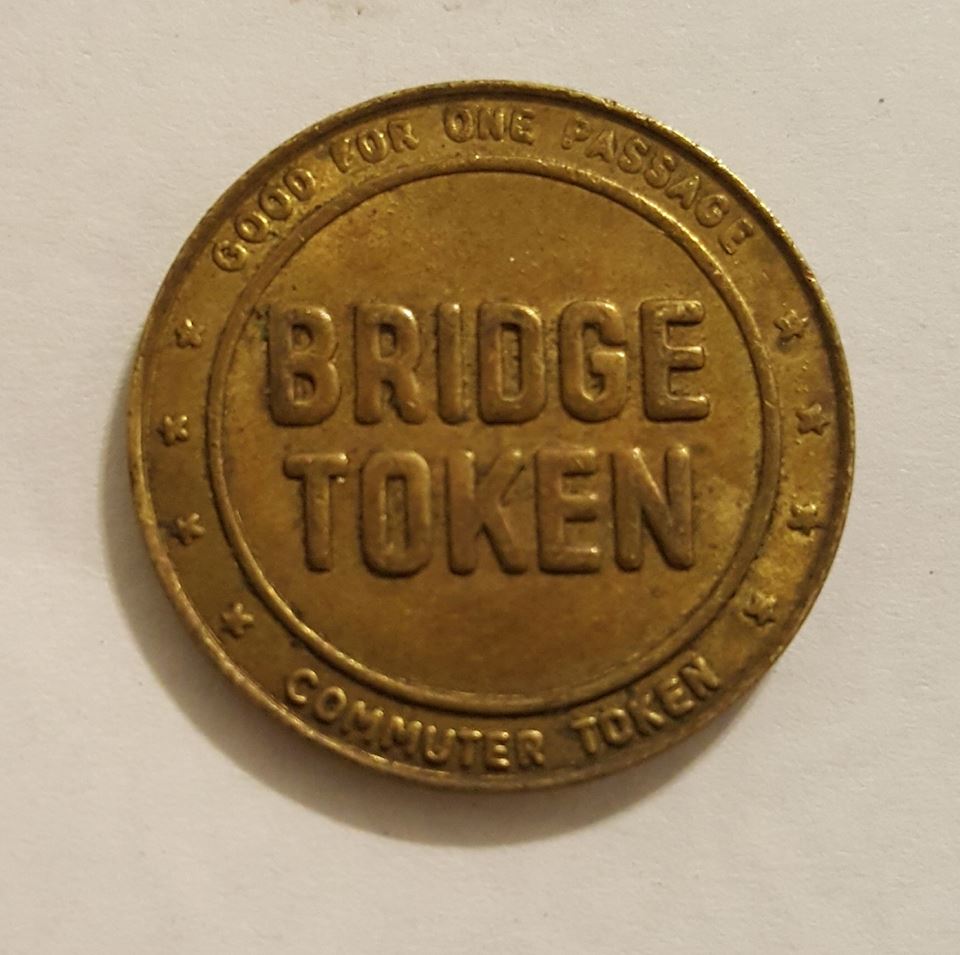 GOOD FOR ONE PASSAGE
BRIDGE
TOKEN
COMMUTER TOKEN